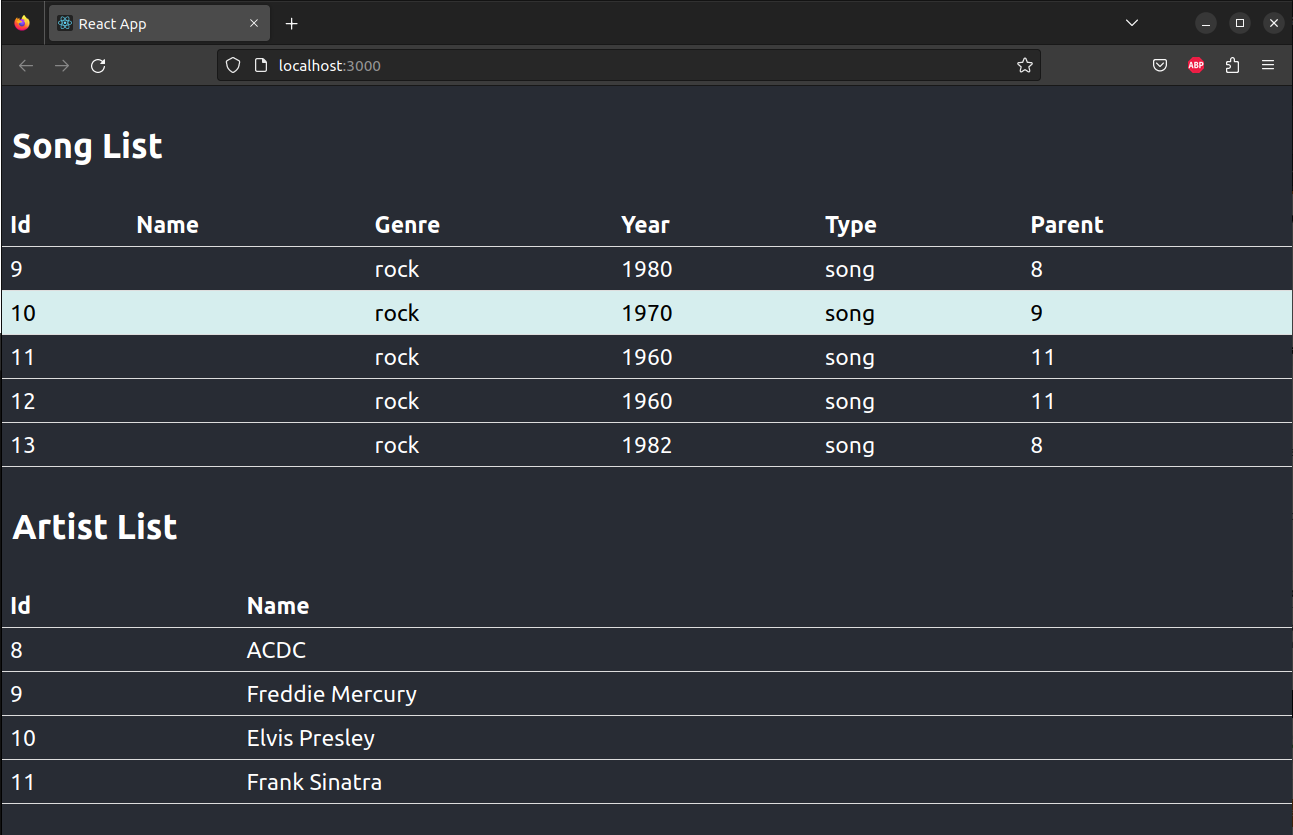 React App
localhost:3000
ABP
Song List
Id Name Genre Year Type Parent
9 rock 1980 song 8
10 rock 1970 song 9
11 rock 1960 song 11
12 rock 1960 song 11
13 rock 1982 song 8
Artist List
Id Name
8 ACDC
9 Freddie Mercury
10 Elvis Presley
11 Frank Sinatra